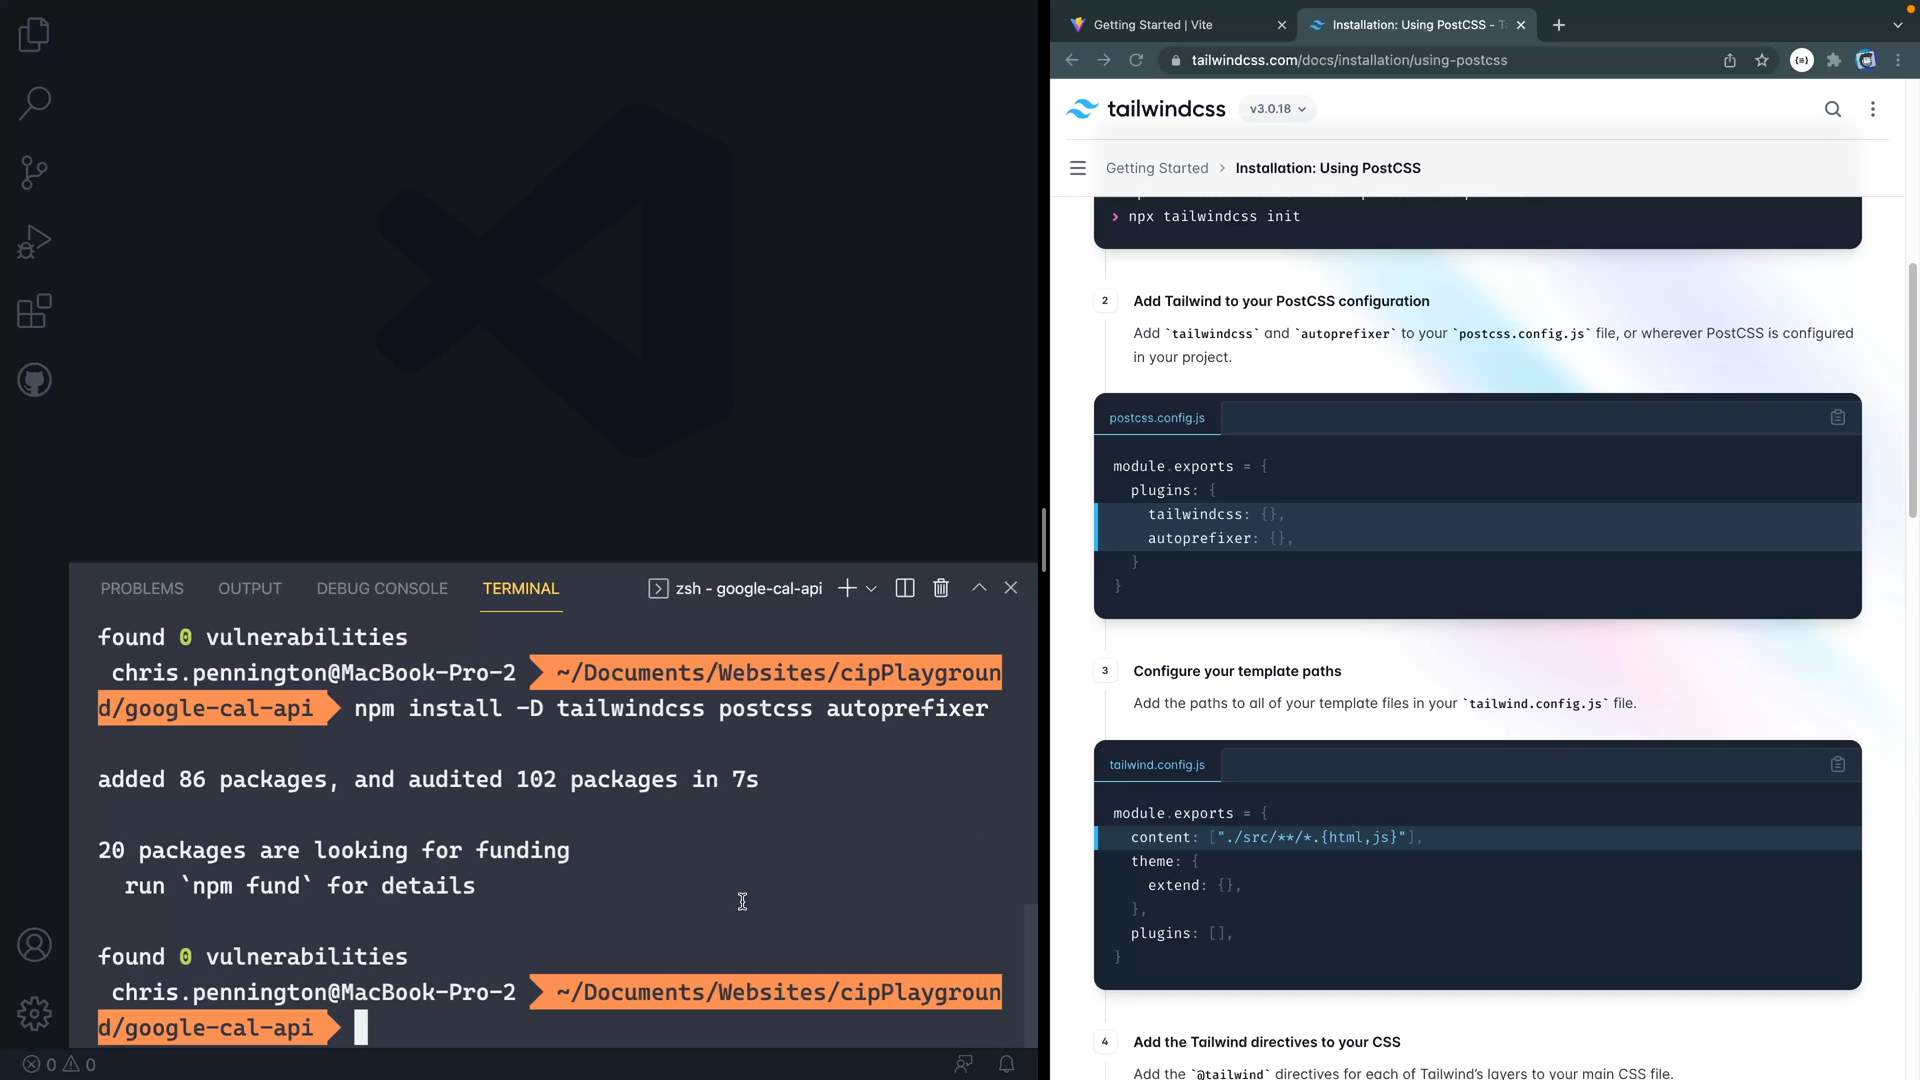 Getting Started | Vite
Installation: Using PostCSS - T
tailwindcss.com/docs/installation/using-postcss
tailwindcss
v3.0.18
Getting Started > Installation: Using PostCSS
> npx tailwindcss init
2
Add Tailwind to your PostCSS configuration
Add `tailwindcss` and `autoprefixer` to your `postcss.config.js` file, or wherever PostCSS is configured
in your project.
postcss.config.js
module.exports = {
plugins: {
tailwindcss: {},
autoprefixer: {},
}
}
3
Configure your template paths
Add the paths to all of your template files in your `tailwind.config.js` file.
tailwind.config.js
module.exports = {
content: ["./src/**/*.{html,js}"],
theme: {
extend: {},
},
plugins: [],
}
4
Add the Tailwind directives to your CSS
Add the `@tailwind` directives for each of Tailwind's layers to your main CSS file.
PROBLEMS
OUTPUT
DEBUG CONSOLE
TERMINAL
zsh - google-cal-api
found 0 vulnerabilities
chris.pennington@MacBook-Pro-2 ~/Documents/Websites/cipPlaygroun
d/google-cal-api npm install -D tailwindcss postcss autoprefixer
added 86 packages, and audited 102 packages in 7s
20 packages are looking for funding
run `npm fund` for details
found 0 vulnerabilities
chris.pennington@MacBook-Pro-2 ~/Documents/Websites/cipPlaygroun
d/google-cal-api
0 0